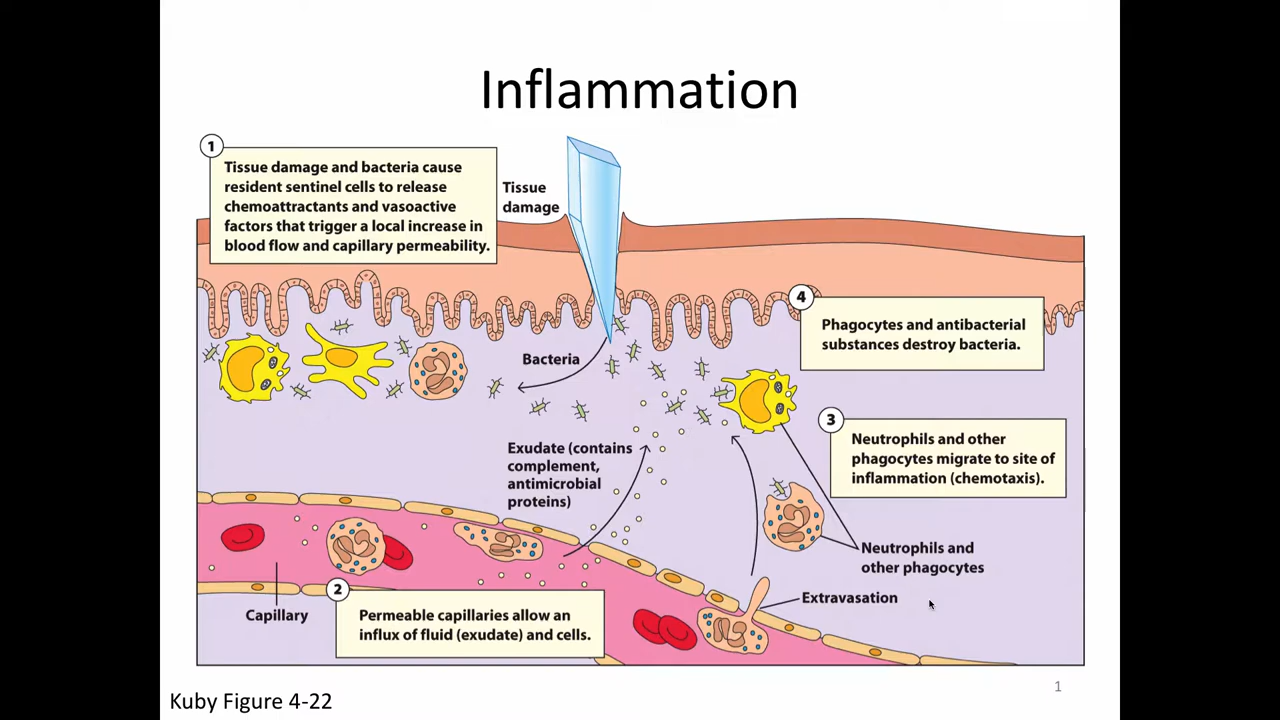 Inflammation
1
Tissue damage and bacteria cause
resident sentinel cells to release
chemoattractants and vasoactive
factors that trigger a local increase in
blood flow and capillary permeability.
Tissue
damage
4
Phagocytes and antibacterial
substances destroy bacteria.
Bacteria
3
Neutrophils and other
phagocytes migrate to site of
inflammation (chemotaxis).
Exudate (contains
complement,
antimicrobial
proteins)
Neutrophils and
other phagocytes
Extravasation
2
Permeable capillaries allow an
influx of fluid (exudate) and cells.
Capillary
1
Kuby Figure 4-22